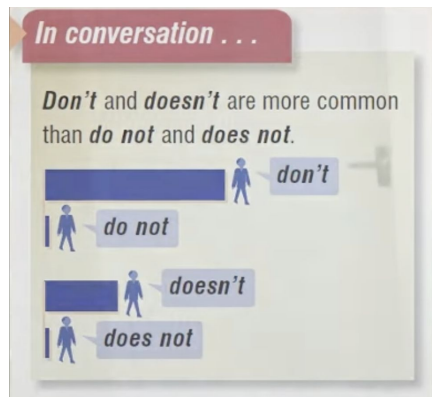 In conversation . . .
Don't and doesn't are more common
than do not and does not.
don't
do not
doesn't
does not